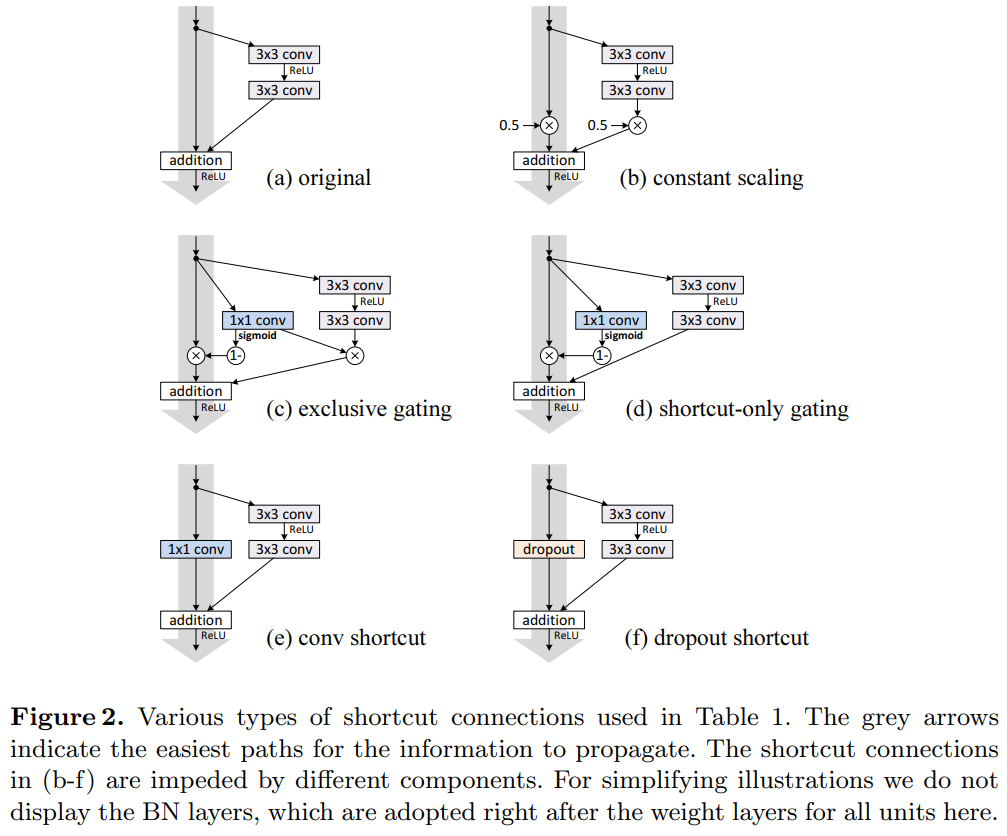 3x3 conv
ReLU
3x3 conv
addition
ReLU
(a) original
3x3 conv
ReLU
3x3 conv
0.5
×
0.5
×
addition
ReLU
(b) constant scaling
3x3 conv
ReLU
1x1 conv
3x3 conv
sigmoid
×
1-
×
addition
ReLU
(c) exclusive gating
3x3 conv
ReLU
1x1 conv
3x3 conv
sigmoid
×
1-
addition
ReLU
(d) shortcut-only gating
3x3 conv
ReLU
1x1 conv
3x3 conv
addition
ReLU
(e) conv shortcut
3x3 conv
ReLU
dropout
3x3 conv
addition
ReLU
(f) dropout shortcut
Figure 2. Various types of shortcut connections used in Table 1. The grey arrows
indicate the easiest paths for the information to propagate. The shortcut connections
in (b-f) are impeded by different components. For simplifying illustrations we do not
display the BN layers, which are adopted right after the weight layers for all units here.